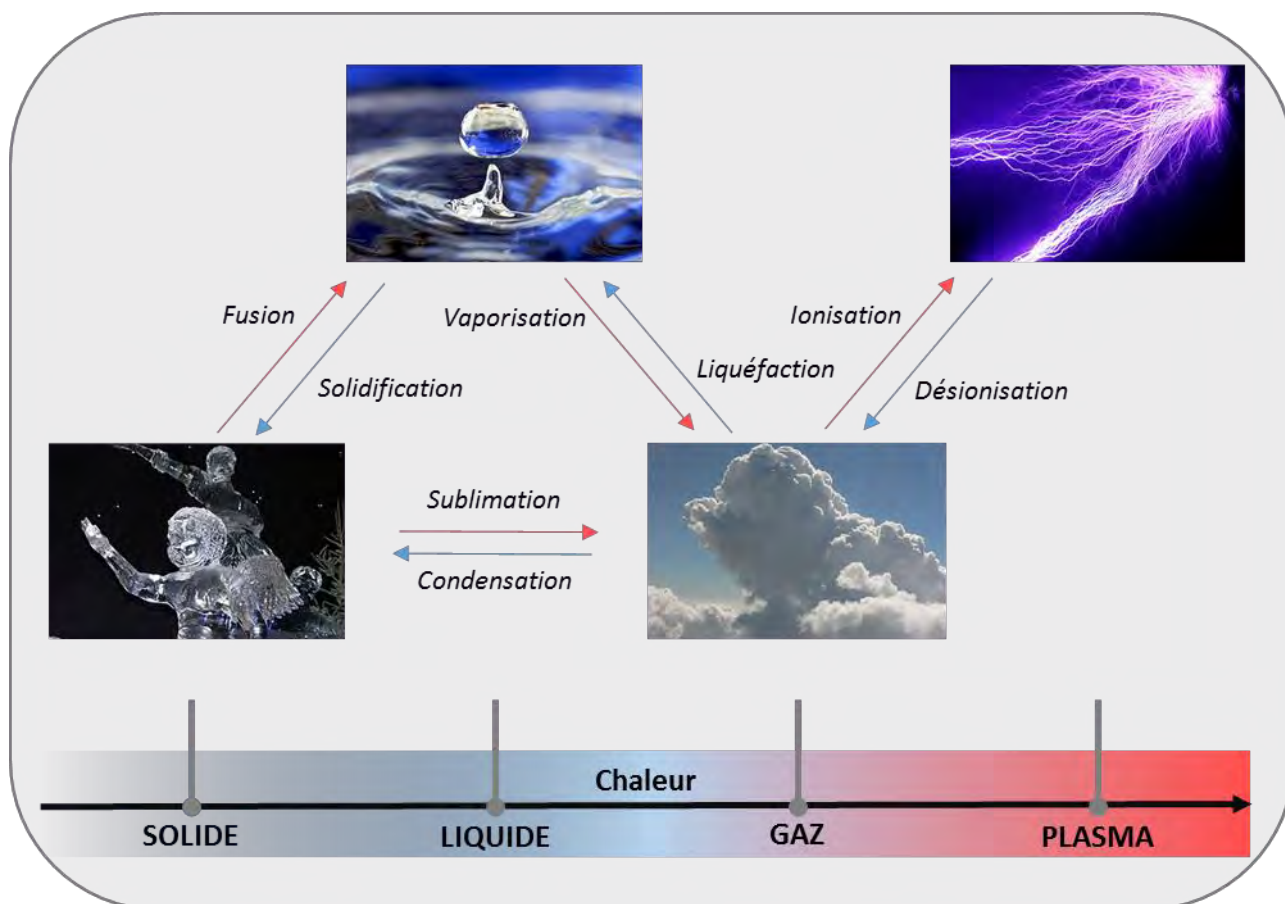 Fusion
Vaporisation
Ionisation
Solidification
Liquéfaction
Désionisation
Sublimation
Condensation
Chaleur
SOLIDE
LIQUIDE
GAZ
PLASMA